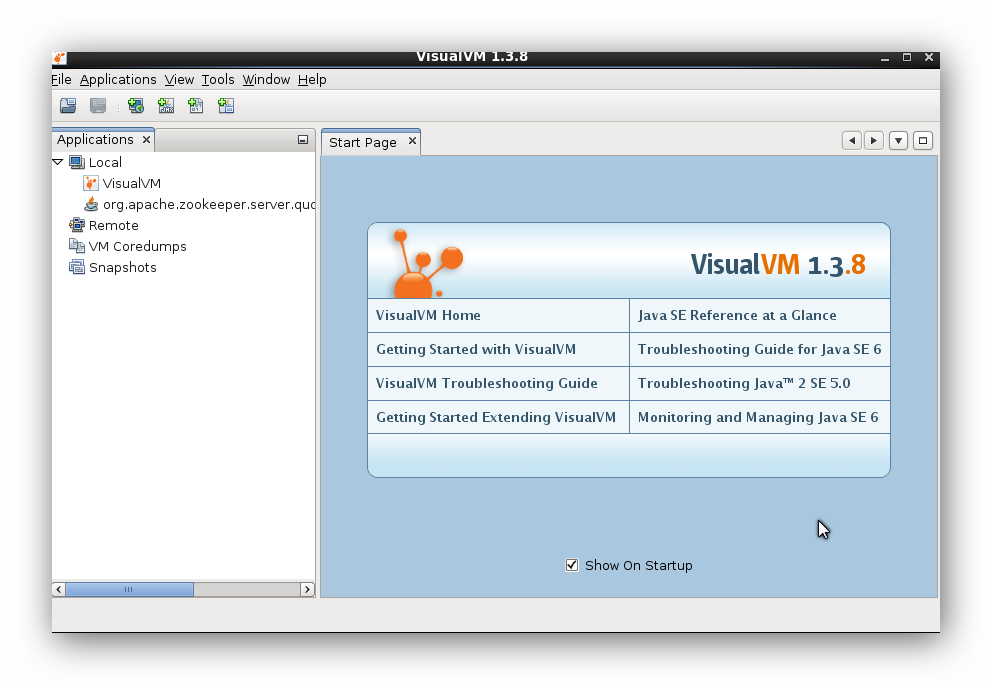 VisualVM 1.3.8
File Applications View Tools Window Help
Applications
Start Page
Local
VisualVM
org.apache.zookeeper.server.quo
Remote
VM Coredumps
Snapshots
VisualVM 1.3.8
VisualVM Home
Java SE Reference at a Glance
Getting Started with VisualVM
Troubleshooting Guide for Java SE 6
VisualVM Troubleshooting Guide
Troubleshooting Java™ 2 SE 5.0
Getting Started Extending VisualVM
Monitoring and Managing Java SE 6
Show On Startup